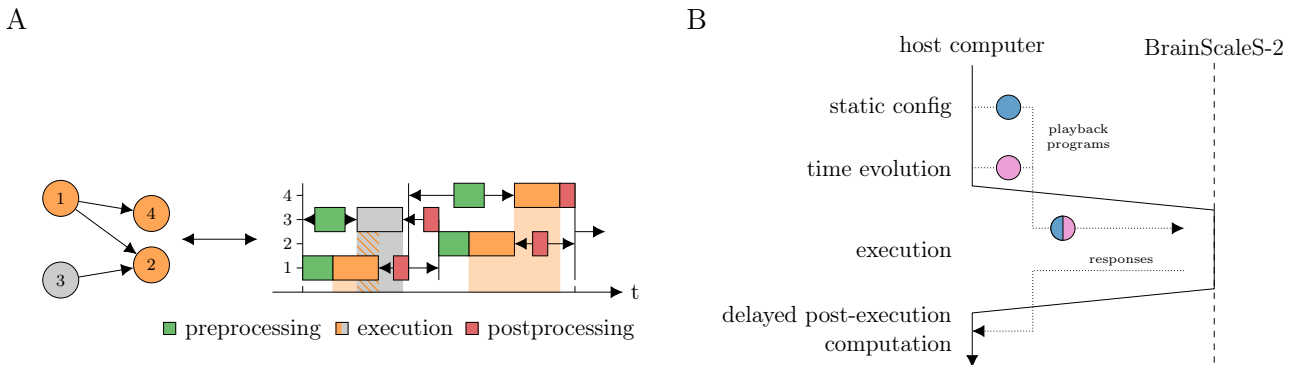 A
1
4
3
2
4
3
2
1
t
preprocessing
execution
postprocessing
B
host computer
BrainScaleS-2
static config
playback
programs
time evolution
execution
responses
delayed post-execution
computation